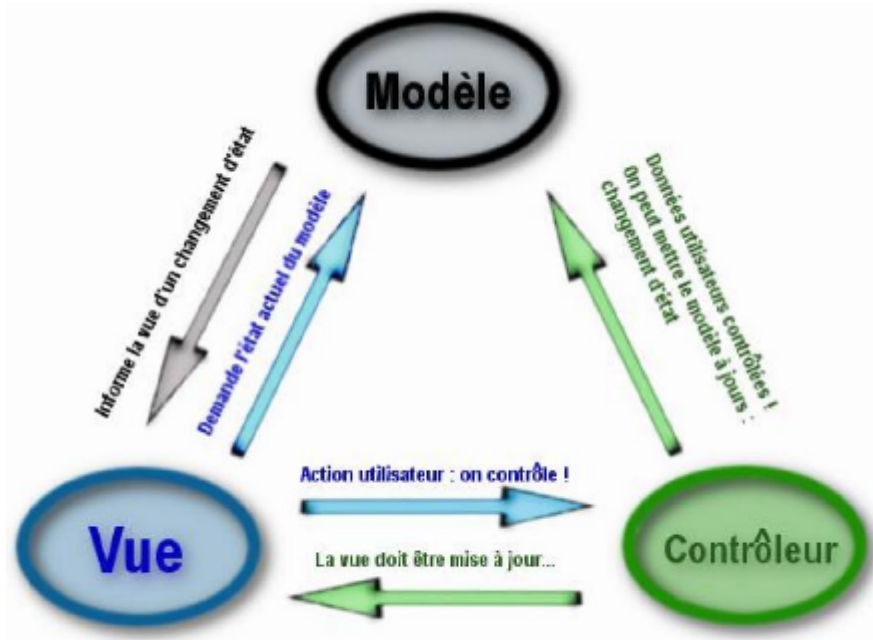 Modèle
Informe la vue d'un changement d'état
Demande l'état actuel du modèle
Données utilisateurs contrôlées !
On peut mettre le modèle à jours :
changement d'état
Action utilisateur : on contrôle !
Vue
Contrôleur
La vue doit être mise à jour...